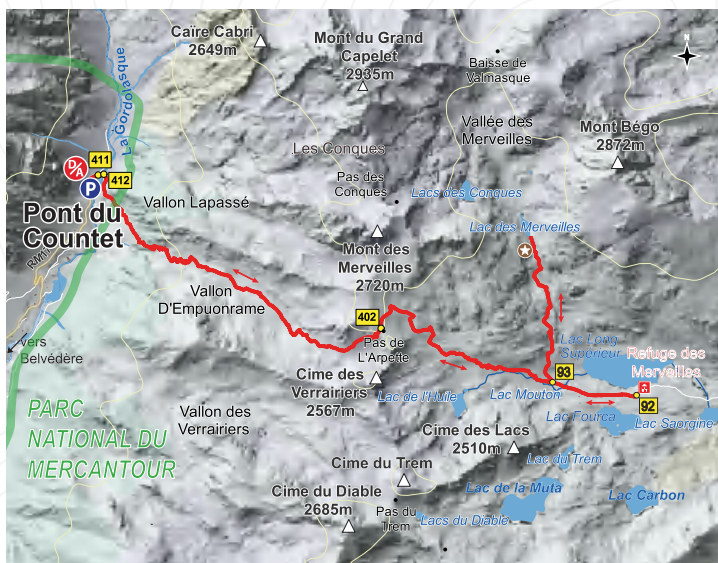 Caïre Cabri
2649m
Mont du Grand
Capelet
2935m
Baisse de
Valmasque
N
La Gordolasque
Vallée des
Merveilles
Mont Bégo
2872m
Les Conques
411
D/A
412
P
Pas des
Conques
Lacs des Conques
Vallon Lapassé
Pont du
Countet
Lac des Merveilles
Mont des
Merveilles
2720m
RM
Vallon
D'Empuonrame
402
Pas de
L'Arpette
vers
Belvédère
Lac Long
Supérieur
Refuge des
Merveilles
93
Cime des
Verrairiers
2567m
Lac de l'Huile
Lac Mouton
92
PARC
NATIONAL DU
MERCANTOUR
Vallon des
Verrairiers
Lac Fourca
Lac Saorgine
Cime des Lacs
2510m
Cime du Trem
Lac du Trem
Cime du Diable
2685m
Lac de la Muta
Lac Carbon
Pas du
Trem
Lacs du Diable